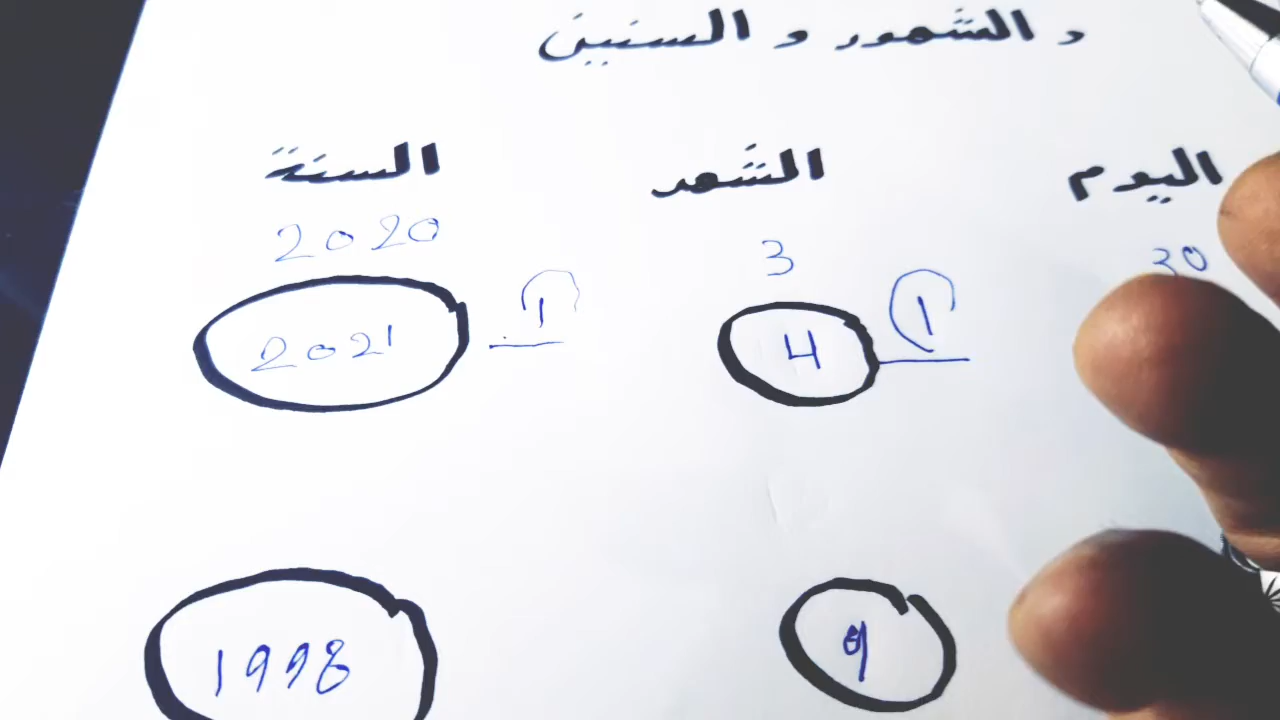 و الشهور و السنين
اليوم الشهر السنة
30 3 2020
1 4 1 2021
9 1998